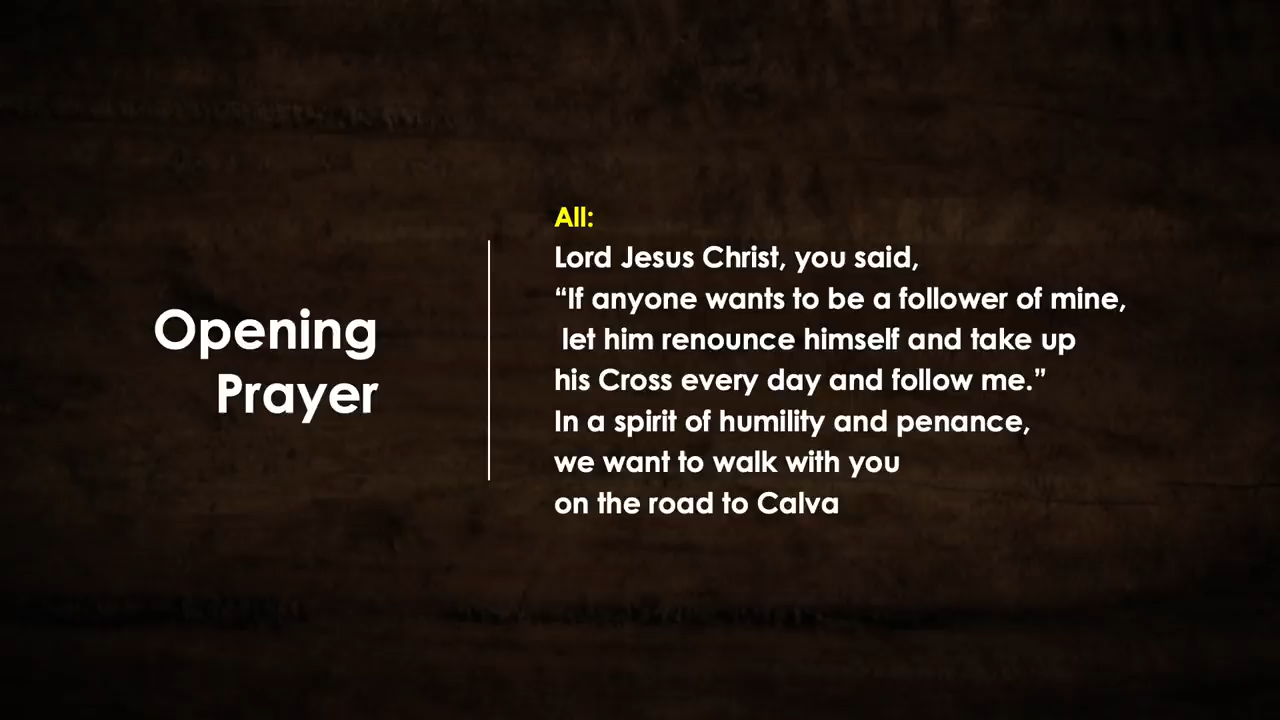 Opening
Prayer
All:
Lord Jesus Christ, you said,
“If anyone wants to be a follower of mine,
let him renounce himself and take up
his Cross every day and follow me.”
In a spirit of humility and penance,
we want to walk with you
on the road to Calva